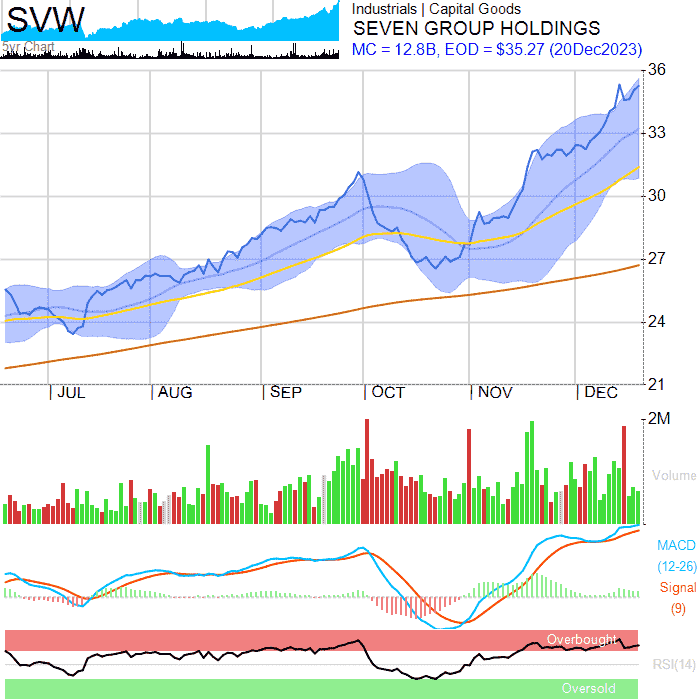 SVW
5yr Chart
Industrials | Capital Goods
SEVEN GROUP HOLDINGS
MC = 12.8B, EOD = $35.27 (20Dec2023)
36
33
30
27
24
21
JUL
AUG
SEP
OCT
NOV
DEC
2M
Volume
MACD
(12-26)
Signal
(9)
Overbought
RSI(14)
Oversold